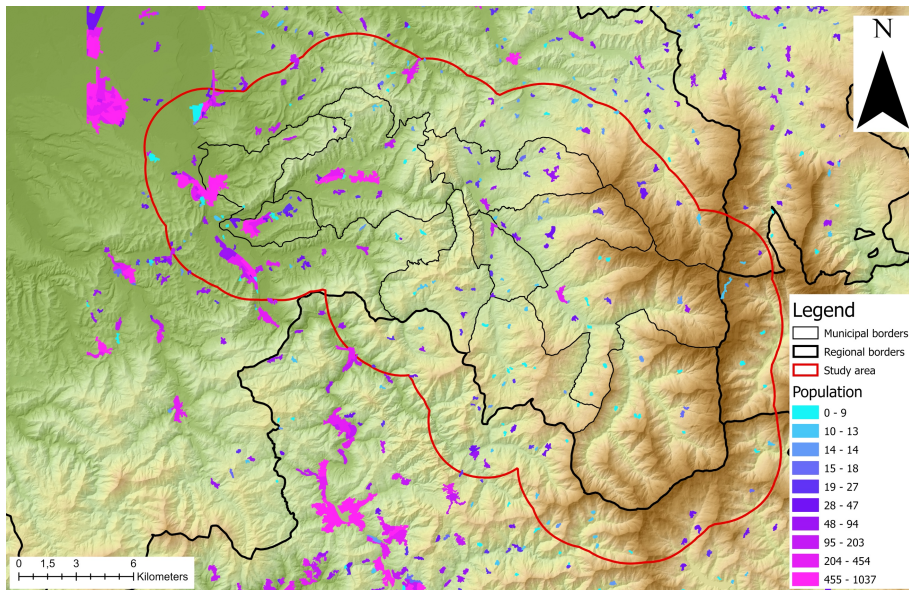 N
Legend
Municipal borders
Regional borders
Study area
Population
0 - 9
10 - 13
14 - 14
15 - 18
19 - 27
28 - 47
48 - 94
95 - 203
204 - 454
455 - 1037
0 1.5 3 6
Kilometers